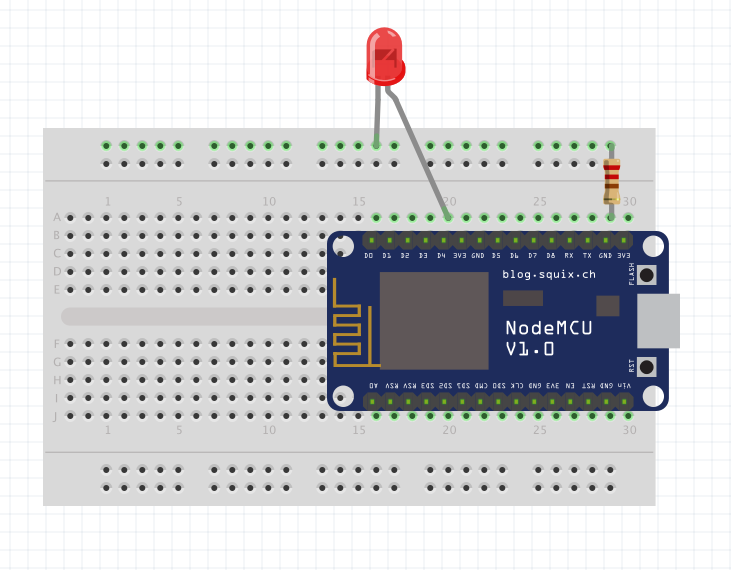 1 5 10 15 20 25 30
A
B
C
D
E
D0 D1 D2 D3 D4 3V3 GND D5 D6 D7 D8 RX TX GND 3V3
blog.squix.ch
FLASH
NodeMCU
V1.0
RST
A0 RSV RSV SD3 SD2 SD1 CMD SD0 CLK GND 3V3 EN RST GND Vin
F
G
H
I
J
1 5 10 15 20 25 30